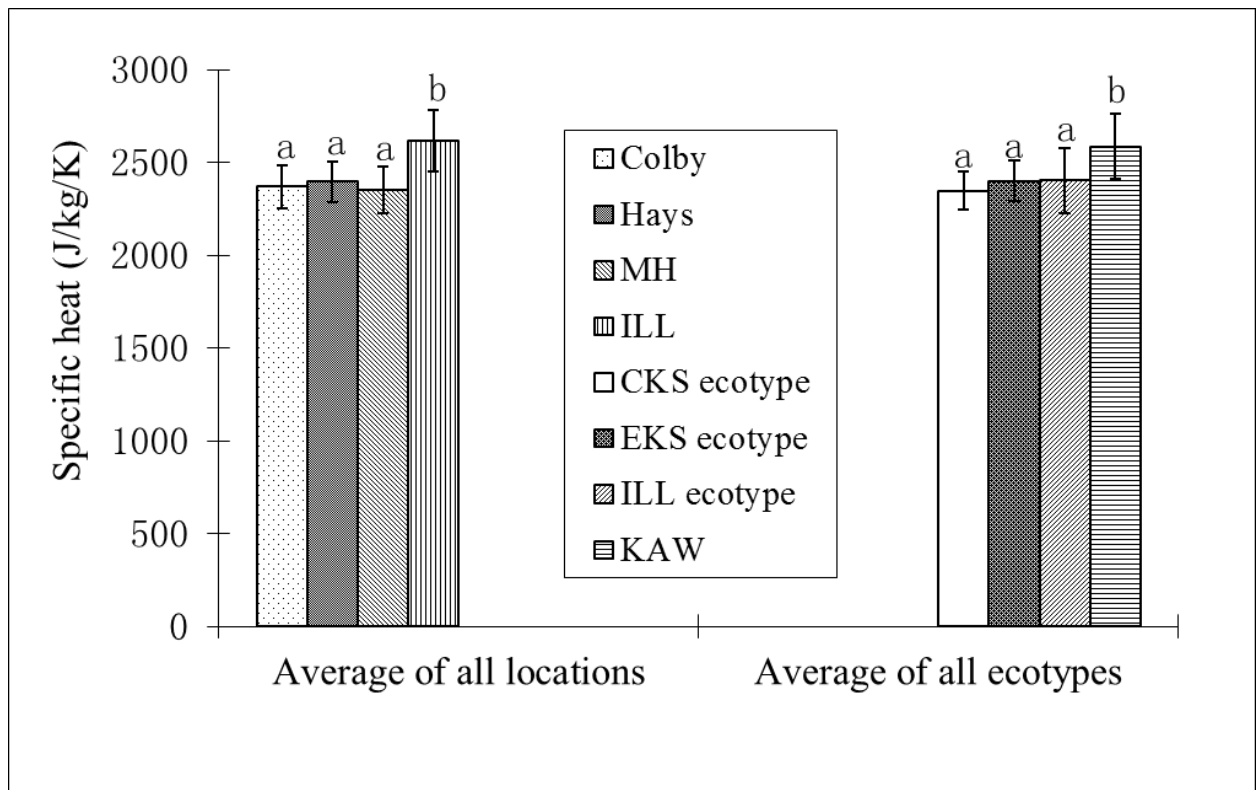 Specific heat (J/kg/K)
3000
2500
2000
1500
1000
500
0
a
a
a
b
a
a
a
b
Colby
Hays
MH
ILL
CKS ecotype
EKS ecotype
ILL ecotype
KAW
Average of all locations
Average of all ecotypes